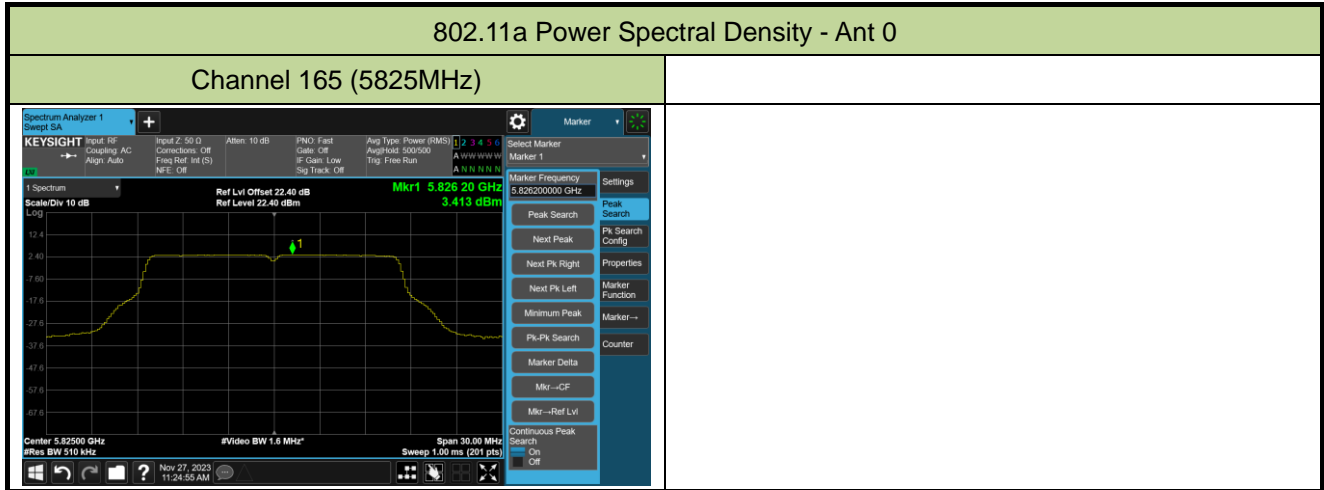 802.11a Power Spectral Density - Ant 0
Channel 165 (5825MHz)
Spectrum Analyzer 1
Swept SA
Marker
KEYSIGHT
Input: RF
Coupling: AC
Align: Auto
Input Z: 50 Ω
Corrections: Off
Freq Ref: Int (S)
NFE: Off
Atten: 10 dB
PNO: Fast
Gate: Off
IF Gain: Low
Sig Track: Off
Avg Type: Power (RMS)
Avg|Hold: 500/500
Trig: Free Run
1 2 3 4 5 6
A W W W W W
A N N N N N
LV
1 Spectrum
Scale/Div 10 dB
Log
Ref Lvl Offset 22.40 dB
Ref Level 22.40 dBm
Mkr1 5.826 20 GHz
3.413 dBm
12.4
2.40
-7.60
-17.6
-27.6
-37.6
-47.6
-57.6
-67.6
1
Center 5.82500 GHz
#Res BW 510 kHz
#Video BW 1.6 MHz*
Span 30.00 MHz
Sweep 1.00 ms (201 pts)
Select Marker
Marker 1
Marker Frequency
5.826200000 GHz
Peak Search
Next Peak
Next Pk Right
Next Pk Left
Minimum Peak
Pk-Pk Search
Marker Delta
Mkr→CF
Mkr→Ref Lvl
Continuous Peak
Search
On
Off
Settings
Peak
Search
Pk Search
Config
Properties
Marker
Function
Marker→
Counter
?
Nov 27, 2023
11:24:55 AM